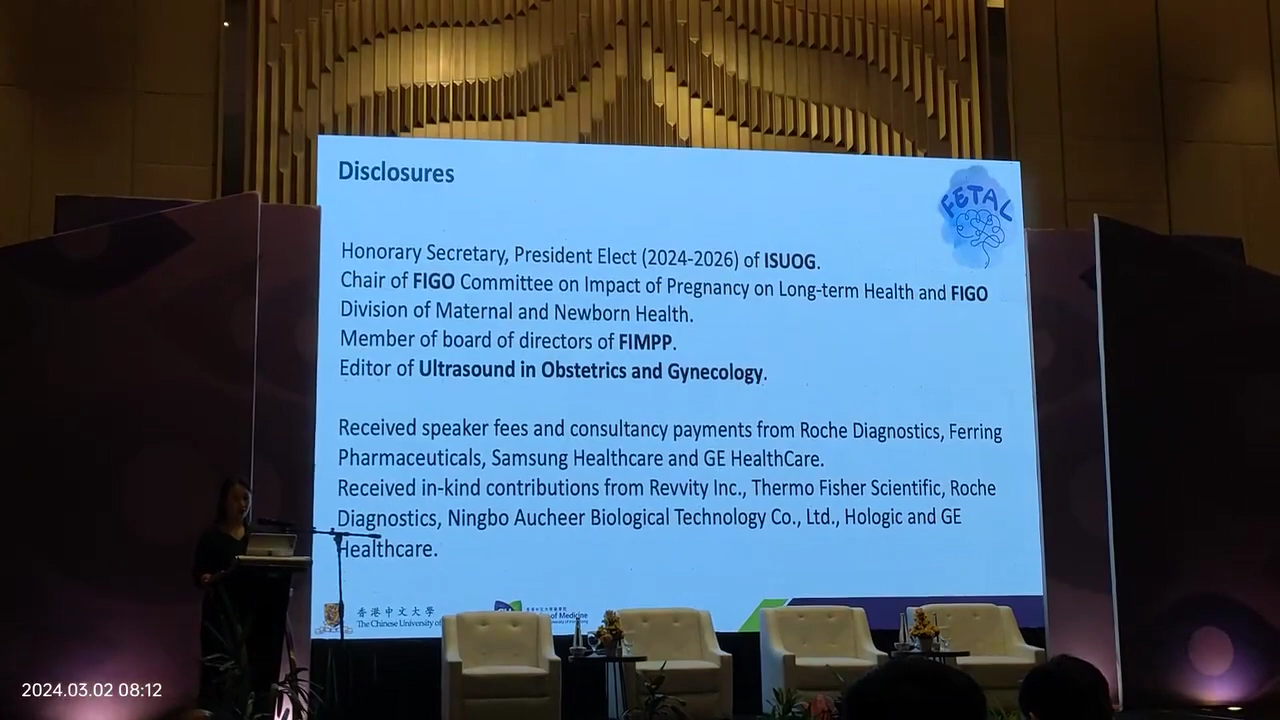 Disclosures
FETAL
Honorary Secretary, President Elect (2024-2026) of ISUOG.
Chair of FIGO Committee on Impact of Pregnancy on Long-term Health and FIGO
Division of Maternal and Newborn Health.
Member of board of directors of FIMPP.
Editor of Ultrasound in Obstetrics and Gynecology.
Received speaker fees and consultancy payments from Roche Diagnostics, Ferring
Pharmaceuticals, Samsung Healthcare and GE HealthCare.
Received in-kind contributions from Revvity Inc., Thermo Fisher Scientific, Roche
Diagnostics, Ningbo Aucheer Biological Technology Co., Ltd., Hologic and GE
Healthcare.
香港中文大學
The Chinese University of
of Medicine
2024.03.02 08:12